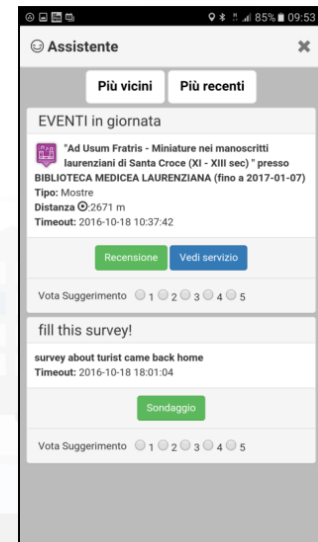 85% 09:53
Assistente
Più vicini Più recenti
EVENTI in giornata
"Ad Usum Fratris - Miniature nei manoscritti
laurenziani di Santa Croce (XI - XIII sec) " presso
BIBLIOTECA MEDICEA LAURENZIANA (fino a 2017-01-07)
Tipo: Mostre
Distanza :2671 m
Timeout: 2016-10-18 10:37:42
Recensione Vedi servizio
Vota Suggerimento 1 2 3 4 5
fill this survey!
survey about turist came back home
Timeout: 2016-10-18 18:01:04
Sondaggio
Vota Suggerimento 1 2 3 4 5